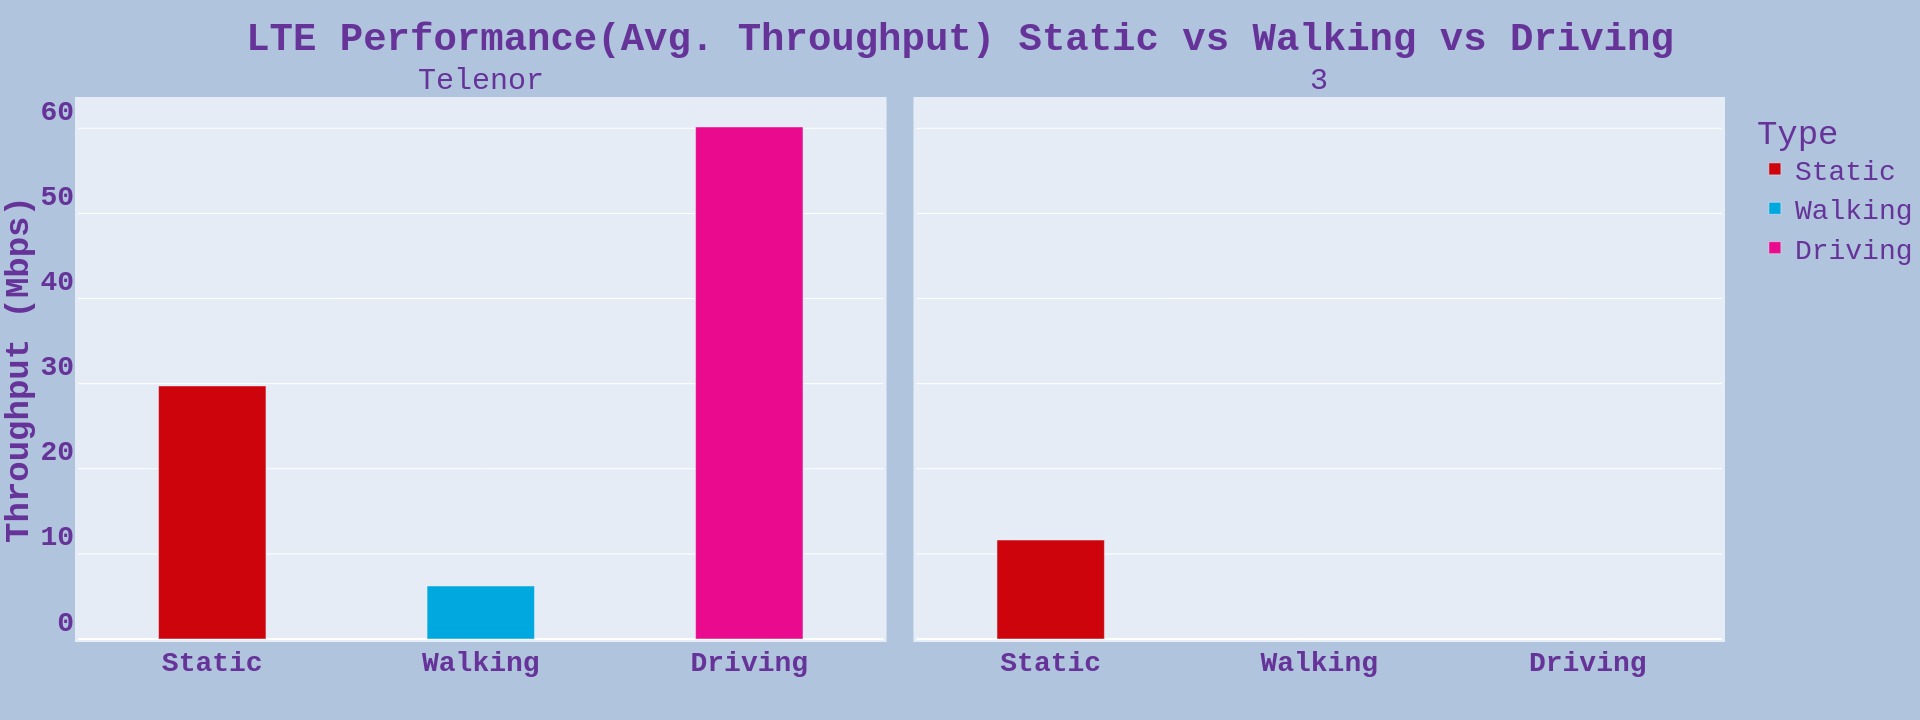 LTE Performance(Avg. Throughput) Static vs Walking vs Driving
Telenor
3
Throughput (Mbps)
60
50
40
30
20
10
0
Static Walking Driving
Static Walking Driving
Type
Static
Walking
Driving